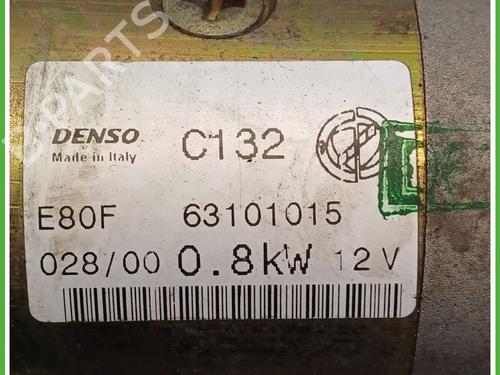 DENSO
Made in Italy
C132
E80F 63101015
028/00 0.8kW 12V